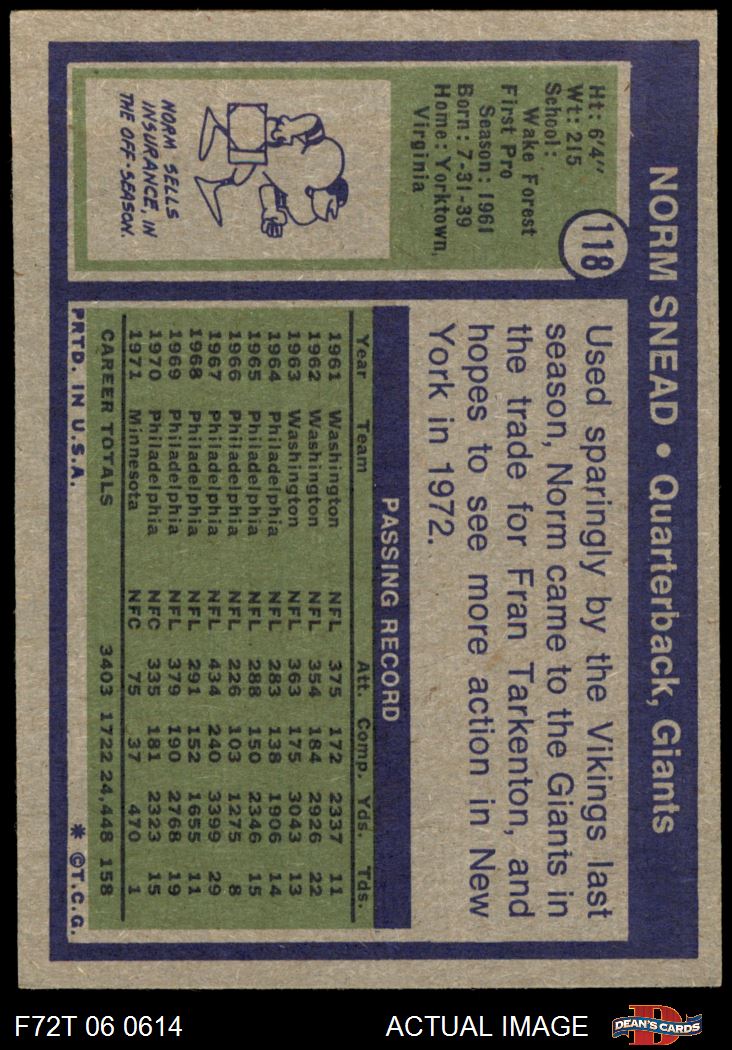 NORM SNEAD • Quarterback, Giants
118
Ht: 6'4"
Wt: 215
School:
Wake Forest
First Pro
Season: 1961
Born: 7-31-39
Home: Yorktown,
Virginia
NORM SELLS
INSURANCE, IN
THE OFF-SEASON.
Used sparingly by the Vikings last
season, Norm came to the Giants in
the trade for Fran Tarkenton, and
hopes to see more action in New
York in 1972.
PASSING RECORD
Year Team Att. Comp. Yds. Tds.
1961 Washington NFL 375 172 2337 11
1962 Washington NFL 354 184 2926 22
1963 Washington NFL 363 175 3043 13
1964 Philadelphia NFL 283 138 1906 14
1965 Philadelphia NFL 288 150 2346 15
1966 Philadelphia NFL 226 103 1275 8
1967 Philadelphia NFL 434 240 3399 29
1968 Philadelphia NFL 291 152 1655 11
1969 Philadelphia NFL 379 190 2768 19
1970 Philadelphia NFC 335 181 2323 15
1971 Minnesota NFC 75 37 470 1
CAREER TOTALS 3403 1722 24,448 158
PRTD. IN U.S.A. * ©T.C.G.
F72T 06 0614 ACTUAL IMAGE
D
DEAN'S CARDS